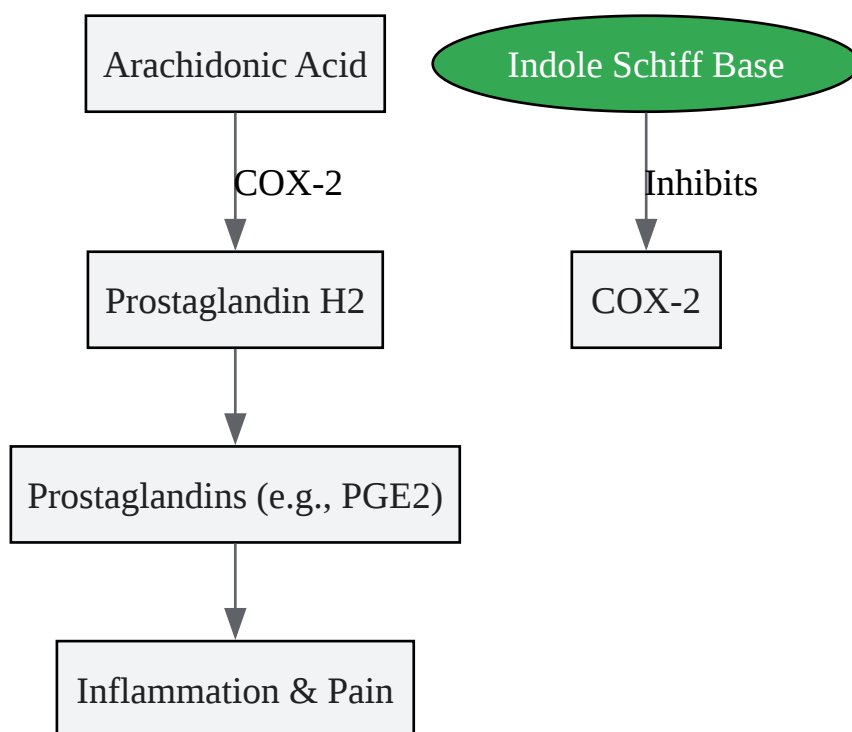 Arachidonic Acid
Indole Schiff Base
COX-2
Inhibits
Prostaglandin H2
COX-2
Prostaglandins (e.g., PGE2)
Inflammation & Pain